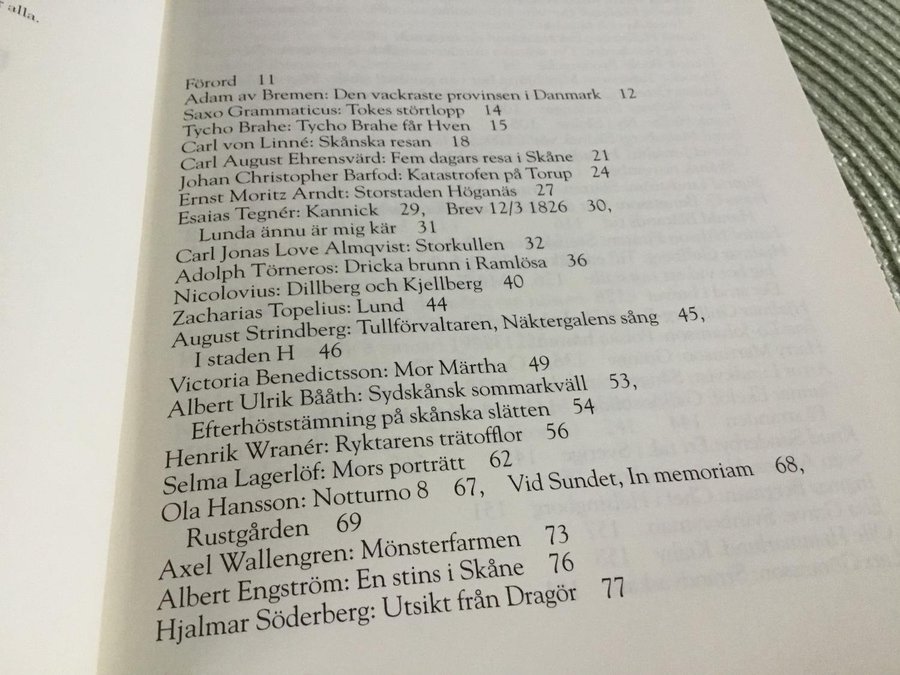 alla.
Förord 11
Adam av Bremen: Den vackraste provinsen i Danmark 12
Saxo Grammaticus: Tokes störtlopp 14
Tycho Brahe: Tycho Brahe får Hven 15
Carl von Linné: Skånska resan 18
Carl August Ehrensvärd: Fem dagars resa i Skåne 21
Johan Christopher Barfod: Katastrofen på Torup 24
Ernst Moritz Arndt: Storstaden Höganäs 27
Esaias Tegnér: Kannick 29, Brev 12/3 1826 30,
Lunda ännu är mig kär 31
Carl Jonas Love Almqvist: Storkullen 32
Adolph Törneros: Dricka brunn i Ramlösa 36
Nicolovius: Dillberg och Kjellberg 40
Zacharias Topelius: Lund 44
August Strindberg: Tullförvaltaren, Näktergalens sång 45,
I staden H 46
Victoria Benedictsson: Mor Märtha 49
Albert Ulrik Bååth: Sydskånsk sommarkväll 53,
Efterhöststämning på skånska slätten 54
Henrik Wranér: Ryktarens trätofflor 56
Selma Lagerlöf: Mors porträtt 62
Ola Hansson: Notturno 8 67, Vid Sundet, In memoriam 68,
Rustgården 69
Axel Wallengren: Mönsterfarmen 73
Albert Engström: En stins i Skåne 76
Hjalmar Söderberg: Utsikt från Dragör 77